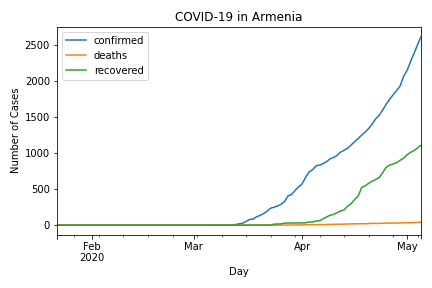 COVID-19 in Armenia
confirmed
deaths
recovered
Number of Cases
2500
2000
1500
1000
500
0
Feb
2020
Mar
Apr
May
Day